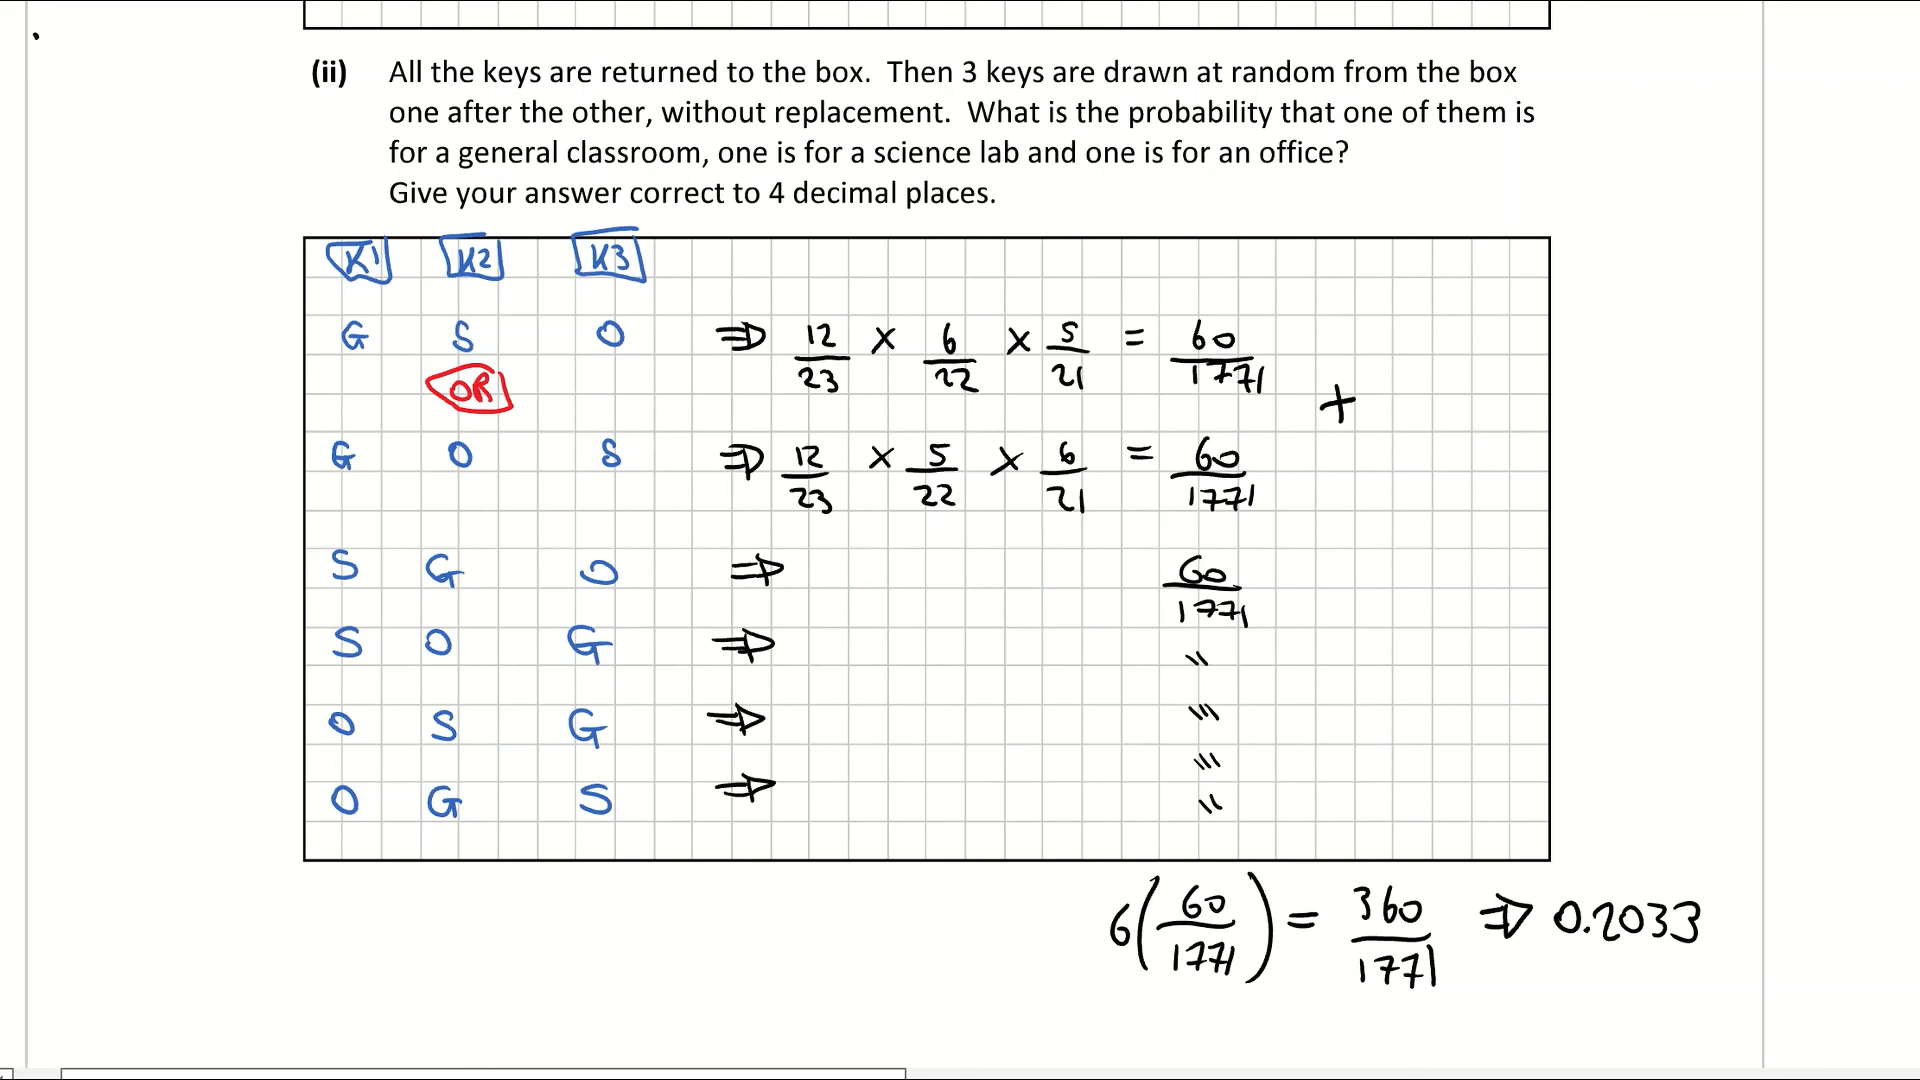 (ii) All the keys are returned to the box. Then 3 keys are drawn at random from the box
one after the other, without replacement. What is the probability that one of them is
for a general classroom, one is for a science lab and one is for an office?
Give your answer correct to 4 decimal places.
K1 K2 K3
G S O ⇒ 12/23 × 6/22 × 5/21 = 60/1771
OR +
G O S ⇒ 12/23 × 5/22 × 6/21 = 60/1771
S G O ⇒ 60/1771
S O G ⇒ "
O S G ⇒ "'
"'
O G S ⇒ "
6(60/1771) = 360/1771 ⇒ 0.2033